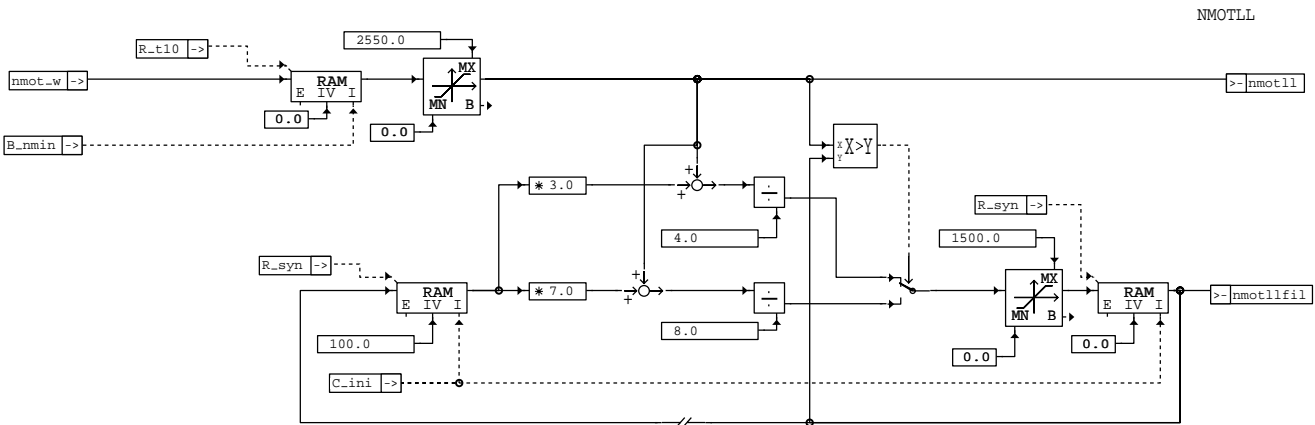 NMOTLL
2550.0
R_t10 ->
MX
nmot_w ->
RAM
>- nmotll
E IV I
MN B
0.0
0.0
B_nmin ->
X
Y
X>Y
+
* 3.0
+
÷
R_syn ->
4.0
1500.0
R_syn ->
+
MX
RAM
* 7.0
+
÷
RAM
>- nmotllfil
E IV I
E IV I
MN B
8.0
100.0
0.0
0.0
C_ini ->